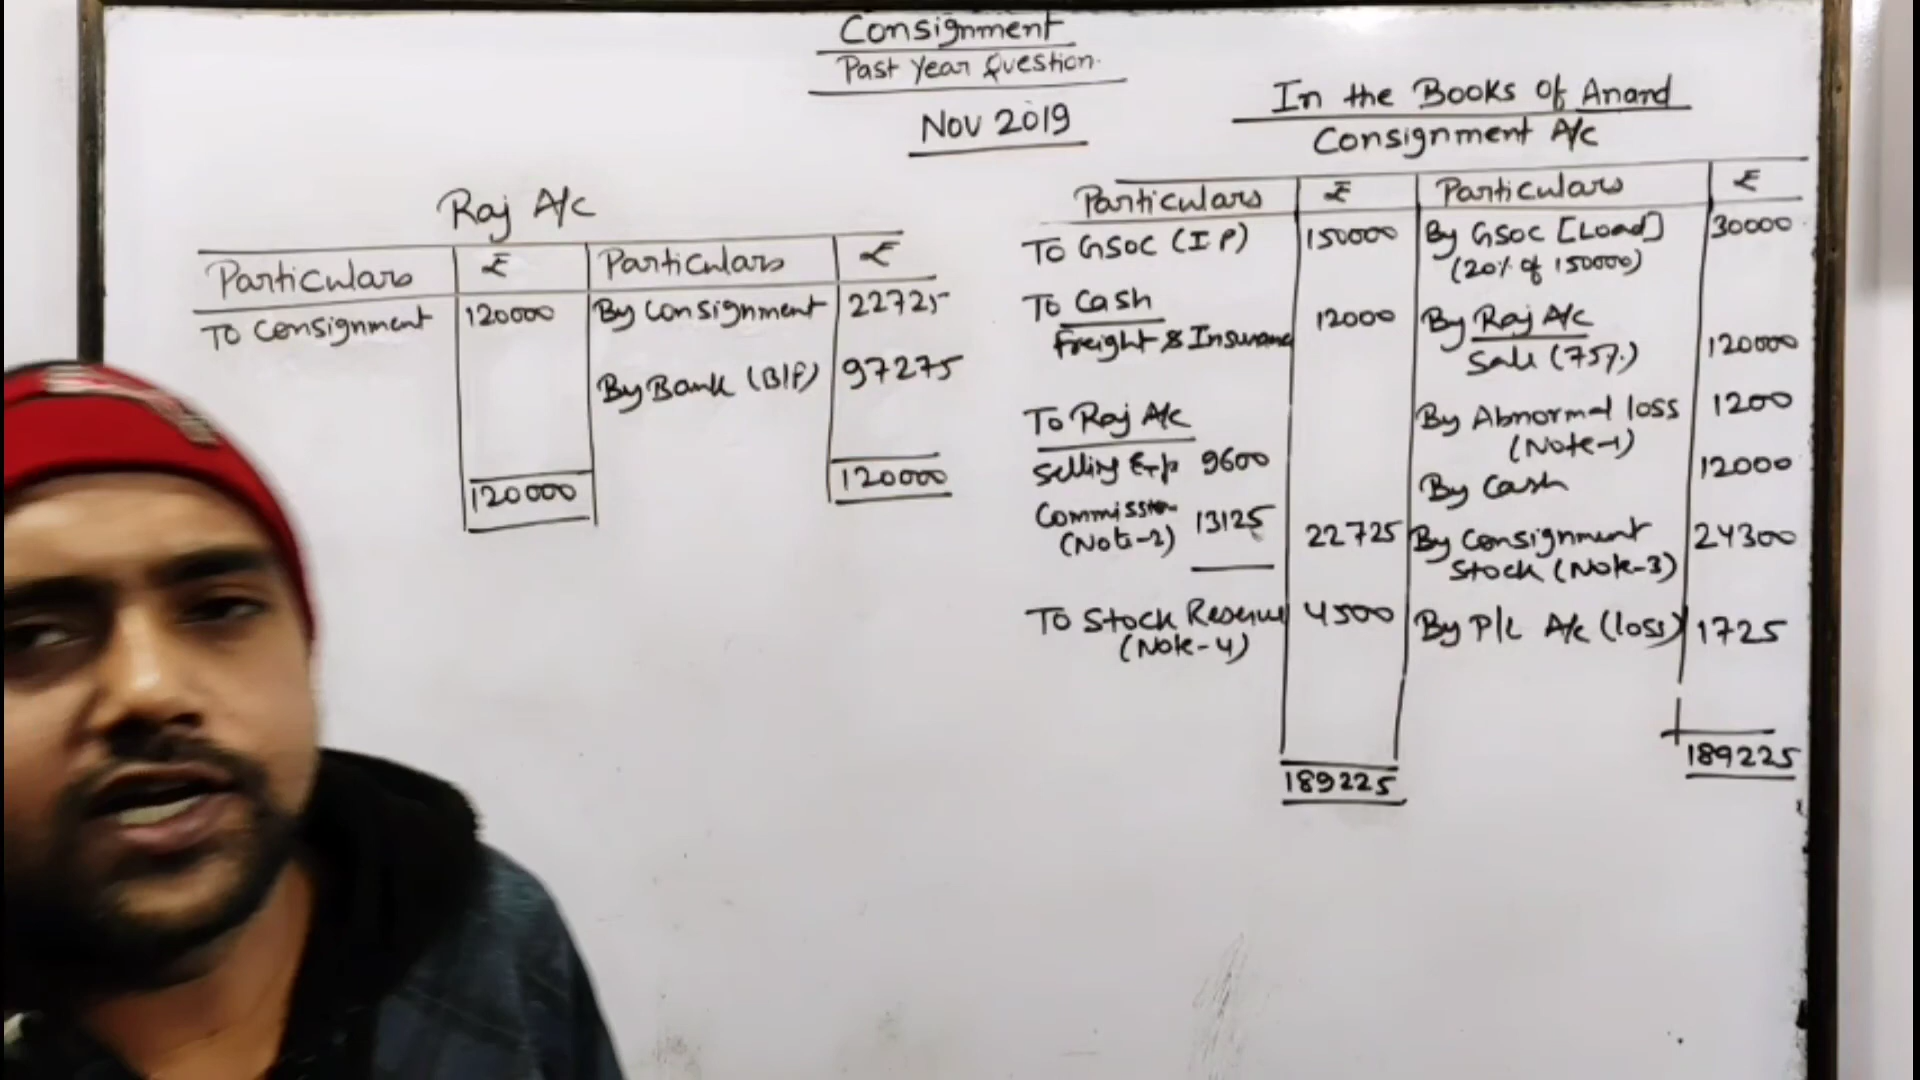 Consignment
Past Year Question.
Nov 2019
Raj A/c
Particulars ₹ Particulars ₹
To Consignment 120000 By Consignment 22725
By Bank (B/F) 97275
120000 120000
In the Books Of Anand
Consignment A/c
Particulars ₹ Particulars ₹
To GSOC (I P) 150000 By GSOC [Load] 30000
(20% of 150000)
To Cash
Freight & Insurance 12000 By Raj A/c
Sale (75%) 120000
To Raj A/c By Abnormal loss 1200
(Note-1)
Selling Exp 9600 By Cash 12000
Commission 13125 22725 By Consignment 24300
(Note-2) Stock (Note-3)
To Stock Reserve 4500 By P/L A/c (loss) 1725
(Note-4)
189225 189225